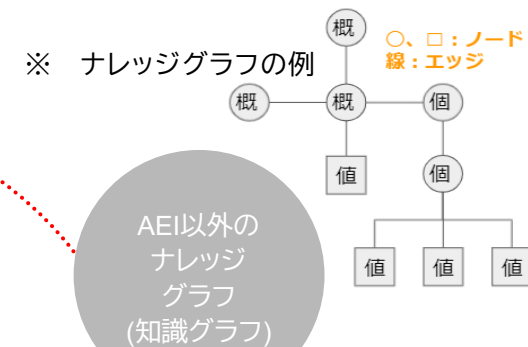 ※　ナレッジグラフの例
○、□：ノード
線：エッジ
概
概
概
個
値
個
値
値
値
AEI以外の
ナレッジ
グラフ
(知識グラフ)